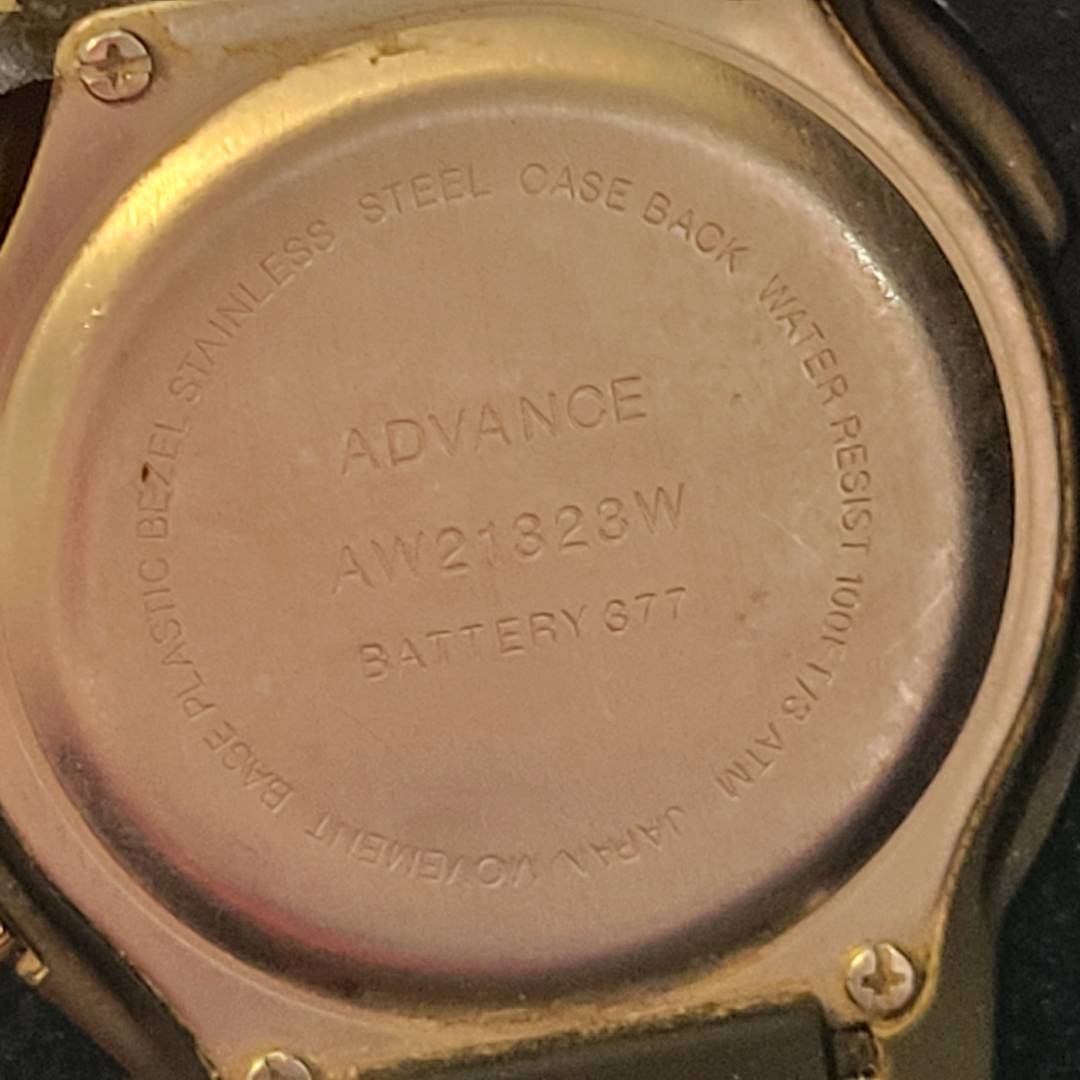 ADVANCE
AW21323W
BATTERY 377
STAINLESS STEEL CASE BACK WATER RESIST 100FT/3 ATM JAPAN MOVEMENT BASE PLASTIC BEZEL